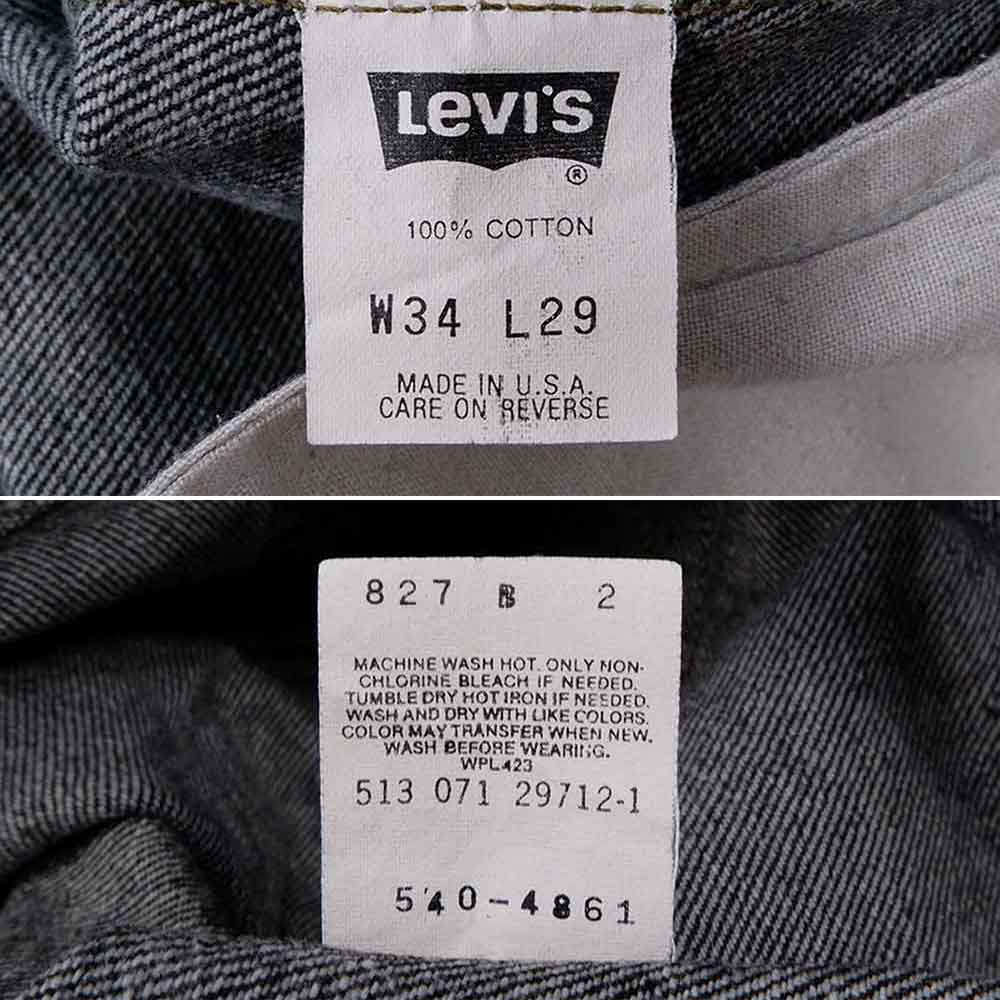 LEVI'S
®
100% COTTON
W34 L29
MADE IN U.S.A.
CARE ON REVERSE
827 B 2
MACHINE WASH HOT. ONLY NON-
CHLORINE BLEACH IF NEEDED.
TUMBLE DRY HOT IRON IF NEEDED.
WASH AND DRY WITH LIKE COLORS.
COLOR MAY TRANSFER WHEN NEW.
WASH BEFORE WEARING.
WPL423
513 071 29712-1
540-4861